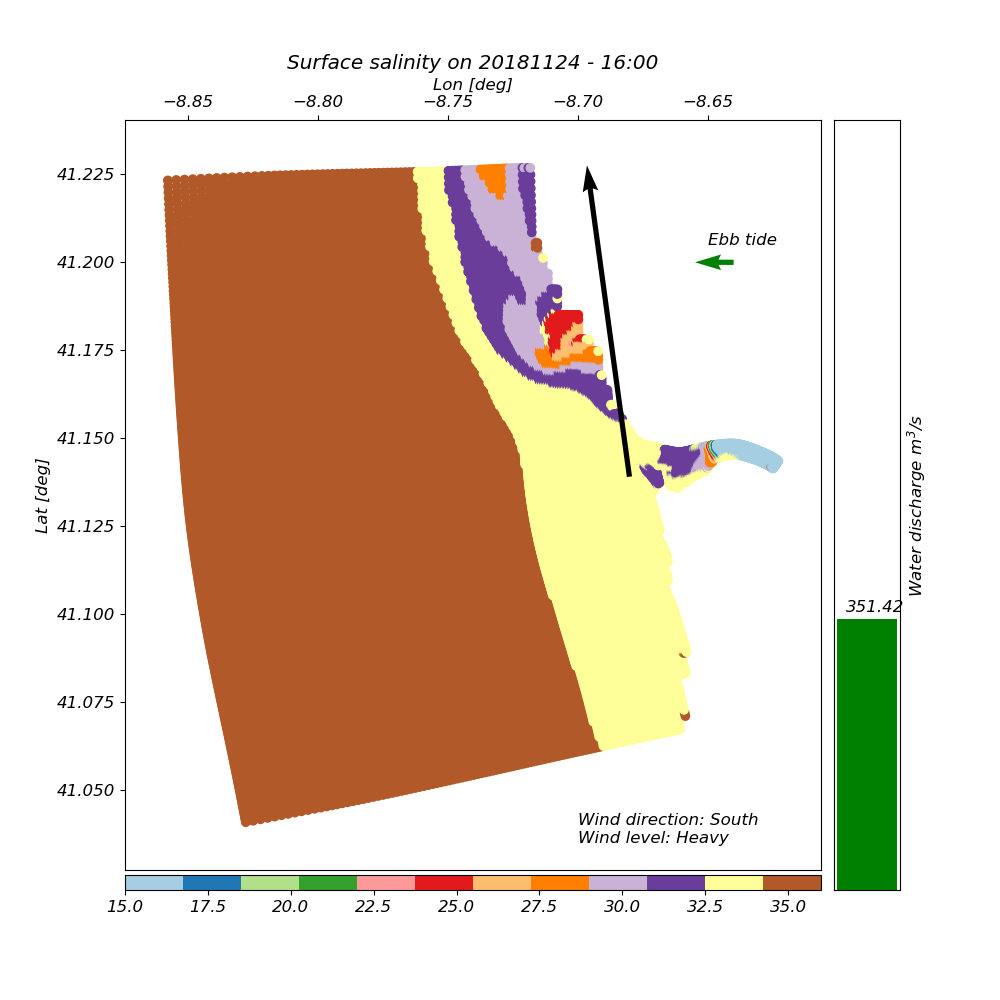 Surface salinity on 20181124 - 16:00
Lon [deg]
−8.85 −8.80 −8.75 −8.70 −8.65
41.225
41.200
41.175
41.150
41.125
41.100
41.075
41.050
Lat [deg]
Ebb tide
Wind direction: South
Wind level: Heavy
351.42
Water discharge m³/s
15.0 17.5 20.0 22.5 25.0 27.5 30.0 32.5 35.0